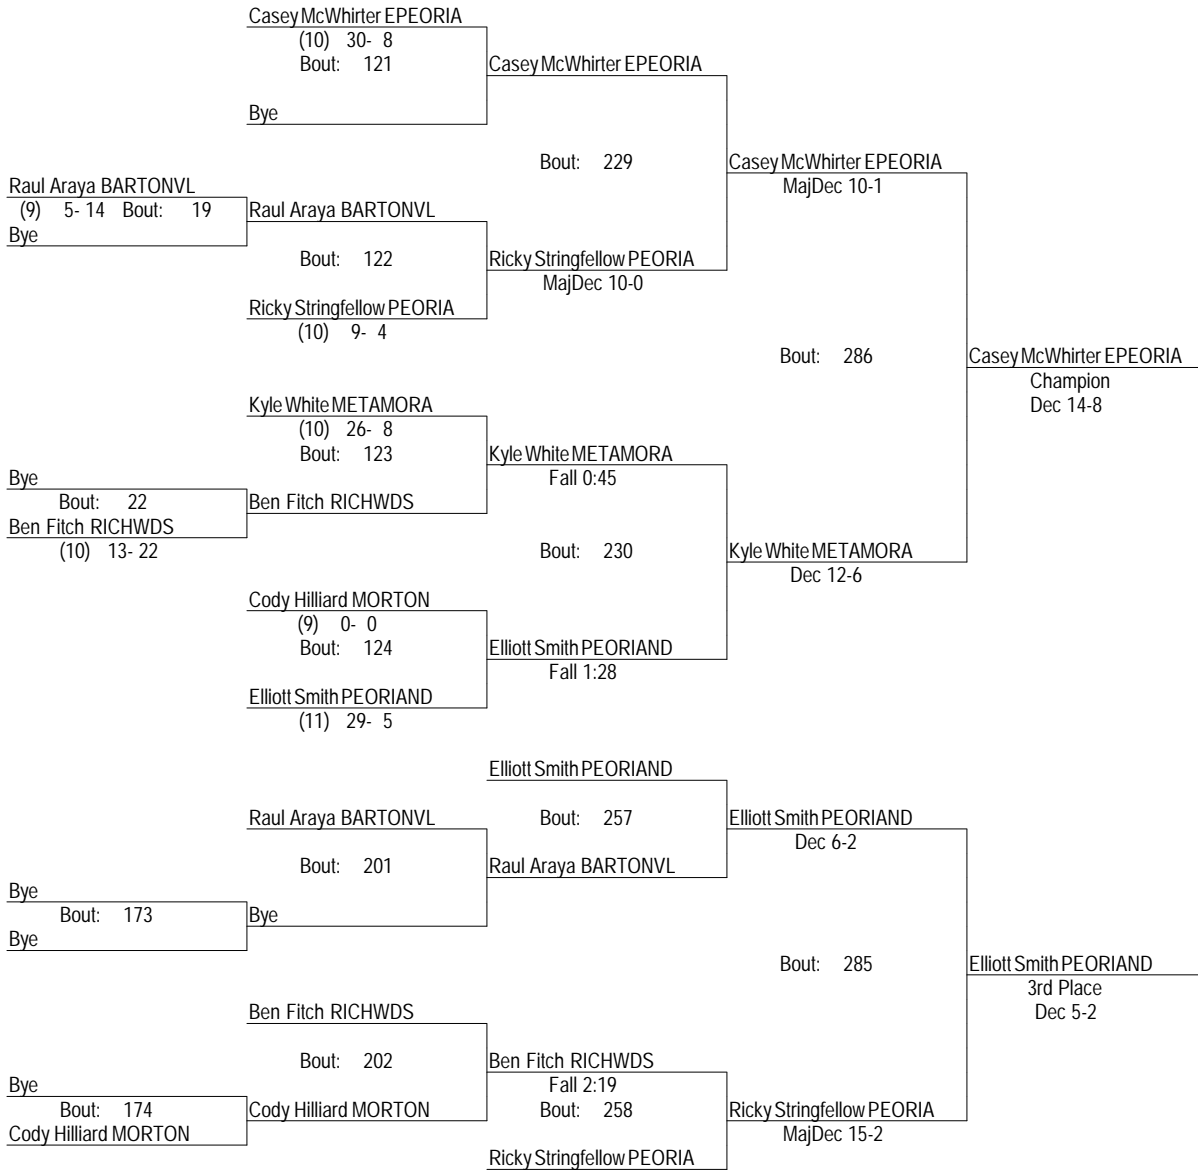 Casey McWhirter EPEORIA
(10) 30- 8
Bout: 121
Casey McWhirter EPEORIA
Bye
Bout: 229
Casey McWhirter EPEORIA
MajDec 10-1
Raul Araya BARTONVL
(9) 5- 14 Bout: 19
Raul Araya BARTONVL
Bye
Bout: 122
Ricky Stringfellow PEORIA
MajDec 10-0
Ricky Stringfellow PEORIA
(10) 9- 4
Bout: 286
Casey McWhirter EPEORIA
Champion
Dec 14-8
Kyle White METAMORA
(10) 26- 8
Bout: 123
Kyle White METAMORA
Fall 0:45
Bye
Bout: 22
Ben Fitch RICHWDS
Ben Fitch RICHWDS
(10) 13- 22
Bout: 230
Kyle White METAMORA
Dec 12-6
Cody Hilliard MORTON
(9) 0- 0
Bout: 124
Elliott Smith PEORIAND
Fall 1:28
Elliott Smith PEORIAND
(11) 29- 5
Elliott Smith PEORIAND
Raul Araya BARTONVL
Bout: 257
Elliott Smith PEORIAND
Dec 6-2
Bout: 201
Raul Araya BARTONVL
Bye
Bout: 173
Bye
Bye
Bout: 285
Elliott Smith PEORIAND
3rd Place
Dec 5-2
Ben Fitch RICHWDS
Bout: 202
Ben Fitch RICHWDS
Fall 2:19
Bye
Bout: 174
Cody Hilliard MORTON
Bout: 258
Ricky Stringfellow PEORIA
MajDec 15-2
Cody Hilliard MORTON
Ricky Stringfellow PEORIA